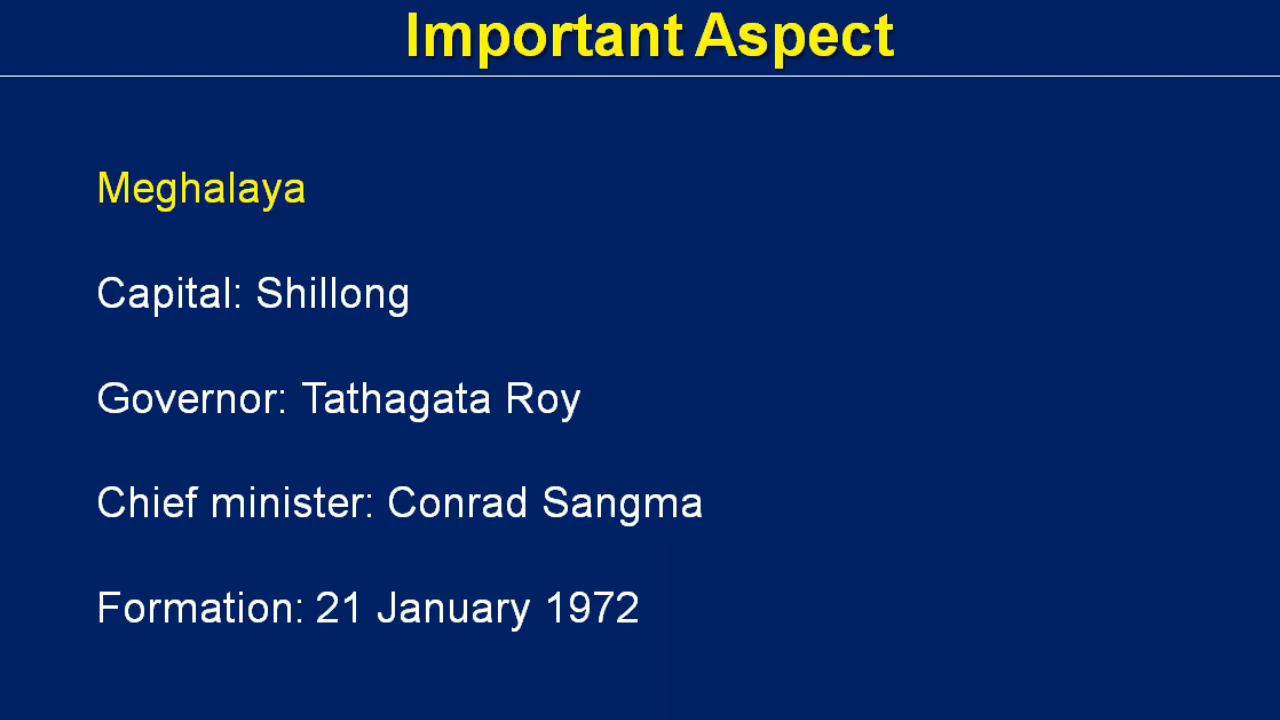 Important Aspect
Meghalaya
Capital: Shillong
Governor: Tathagata Roy
Chief minister: Conrad Sangma
Formation: 21 January 1972